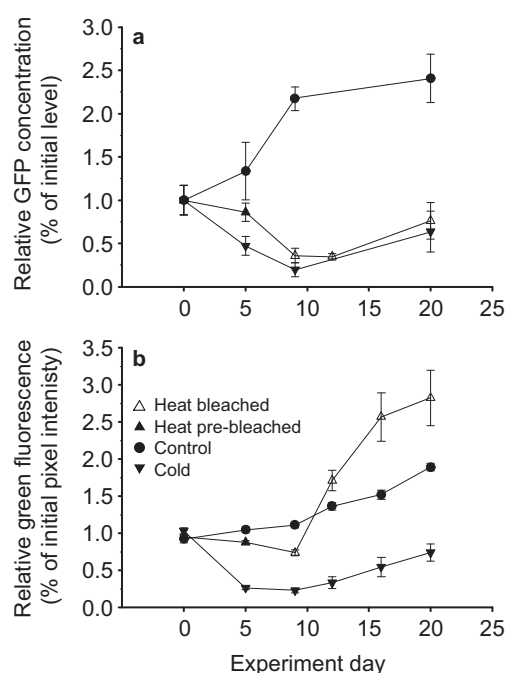 a
Relative GFP concentration
(% of initial level)
3.0
2.5
2.0
1.5
1.0
0.5
0.0
0 5 10 15 20 25
b
Relative green fluorescence
(% of initial pixel intenisty)
3.5
3.0
2.5
2.0
1.5
1.0
0.5
0.0
Heat bleached
Heat pre-bleached
Control
Cold
0 5 10 15 20 25
Experiment day